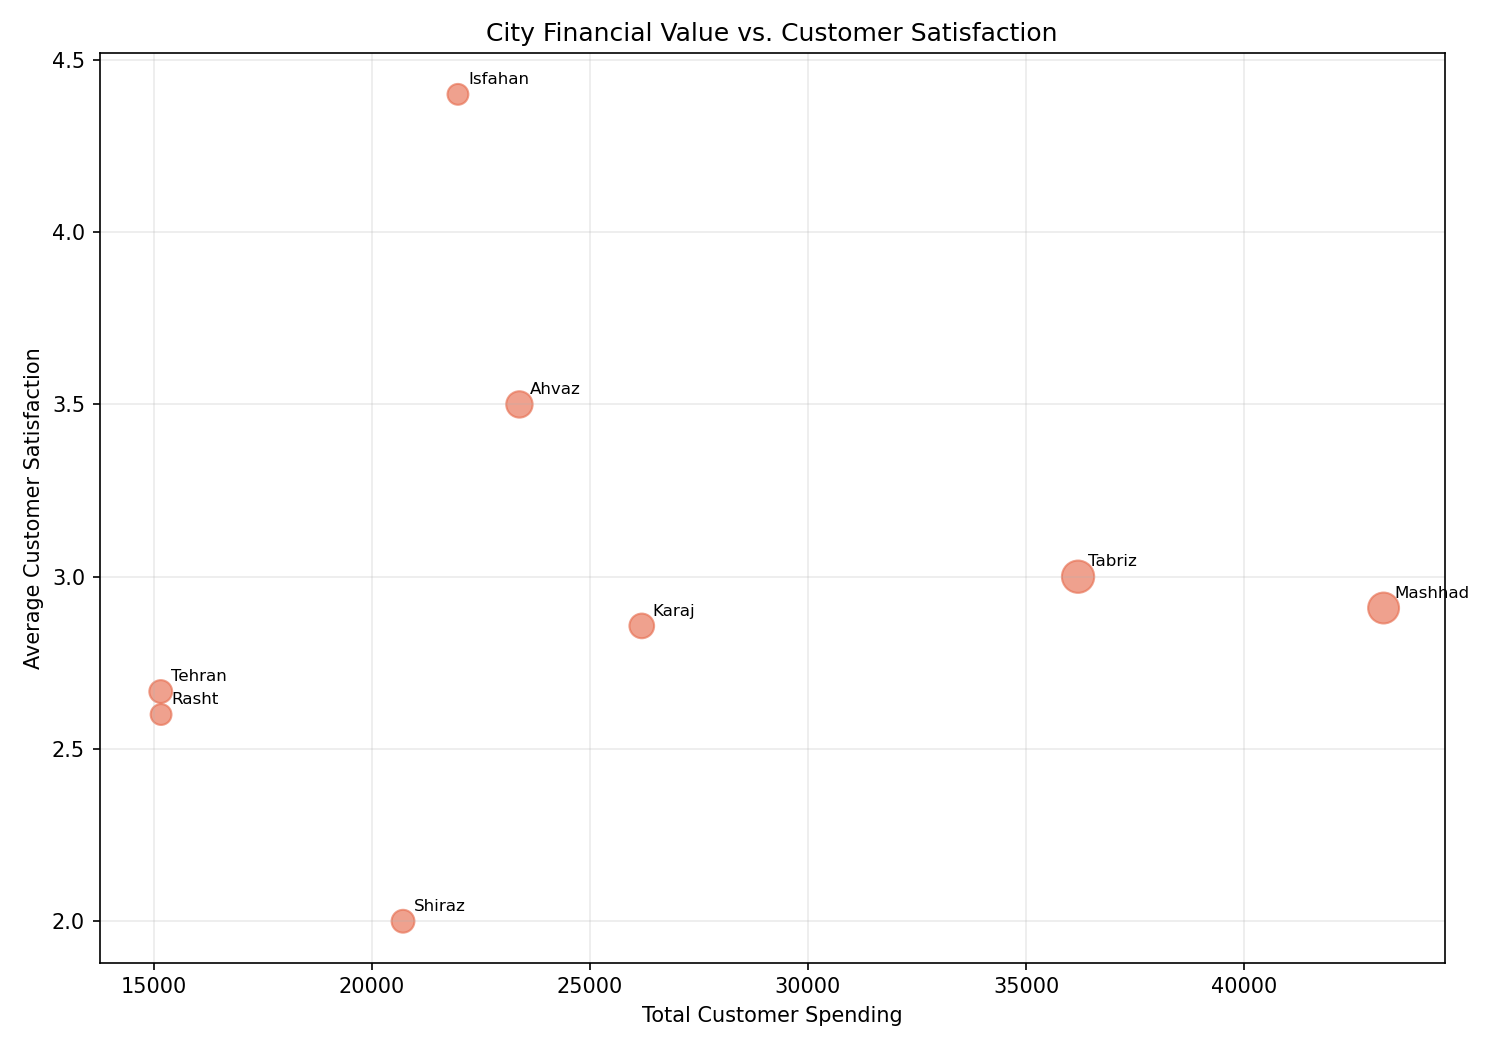 City Financial Value vs. Customer Satisfaction
4.5
4.0
3.5
3.0
2.5
2.0
Average Customer Satisfaction
Isfahan
Ahvaz
Tabriz
Mashhad
Karaj
Tehran
Rasht
Shiraz
15000 20000 25000 30000 35000 40000
Total Customer Spending